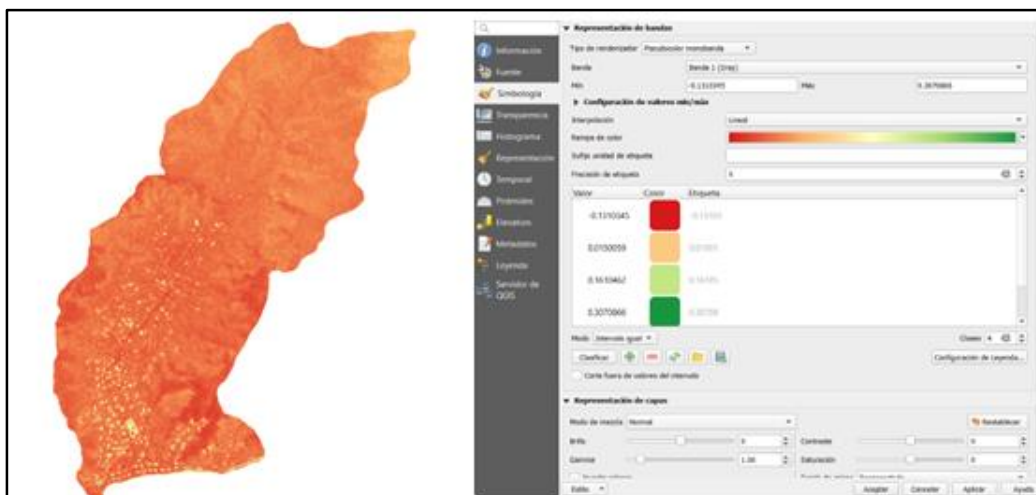 Representación de bandas
Información
Tipo de renderizador Pseudocolor monobanda
Fuente
Banda Banda 1 (Gray)
Simbología
Mín -0.1310345 Máx 0.3070866
Transparencia
Configuración de valores mín/máx
Histograma
Interpolación Lineal
Rampa de color
Representación
Sufijo unidad de etiqueta
Temporal
Precisión de etiqueta
Pirámides
Valor Color Etiqueta
-0.1310345
Elevation
Metadatos
0.0150059
Leyenda
0.1610462
Servidor de
QGIS
0.3070866
Modo Intervalo igual Clases 4
Clasificar Configuración de Leyenda...
Corte fuera de valores del intervalo
Representación de capas
Modo de mezcla Normal Restablecer
Brillo 0 Contraste 0
Gamma 1.00 Saturación 0
Estilo Aceptar Cancelar Aplicar Ayuda